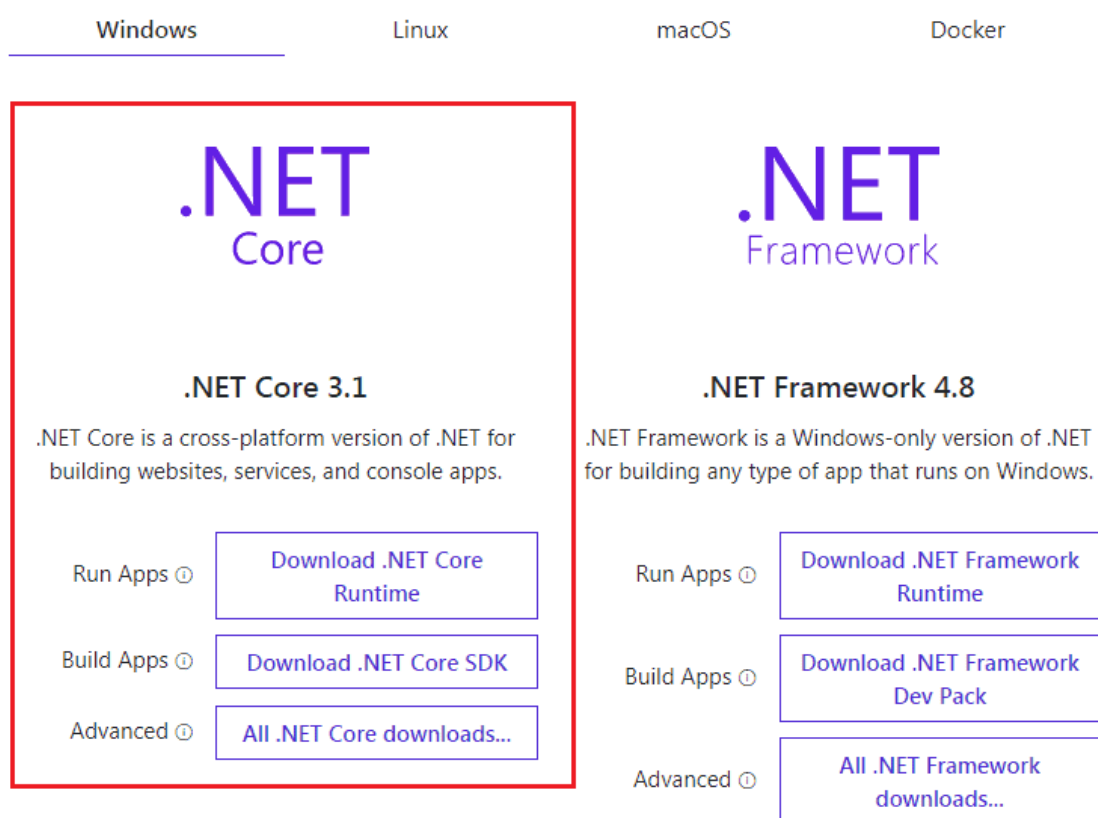 Windows
Linux
macOS
Docker
.NET
Core
.NET Core 3.1
.NET Core is a cross-platform version of .NET for
building websites, services, and console apps.
Run Apps
Download .NET Core
Runtime
Build Apps
Download .NET Core SDK
Advanced
All .NET Core downloads...
.NET
Framework
.NET Framework 4.8
.NET Framework is a Windows-only version of .NET
for building any type of app that runs on Windows.
Run Apps
Download .NET Framework
Runtime
Build Apps
Download .NET Framework
Dev Pack
Advanced
All .NET Framework
downloads...